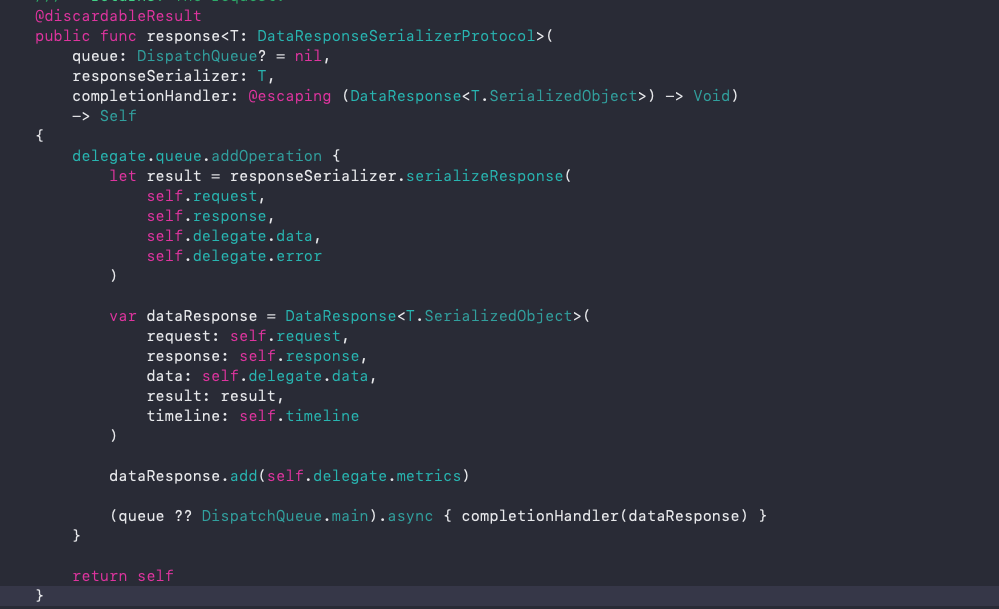 @discardableResult
public func response<T: DataResponseSerializerProtocol>(
    queue: DispatchQueue? = nil,
    responseSerializer: T,
    completionHandler: @escaping (DataResponse<T.SerializedObject>) -> Void)
    -> Self
{
    delegate.queue.addOperation {
        let result = responseSerializer.serializeResponse(
            self.request,
            self.response,
            self.delegate.data,
            self.delegate.error
        )

        var dataResponse = DataResponse<T.SerializedObject>(
            request: self.request,
            response: self.response,
            data: self.delegate.data,
            result: result,
            timeline: self.timeline
        )

        dataResponse.add(self.delegate.metrics)

        (queue ?? DispatchQueue.main).async { completionHandler(dataResponse) }
    }

    return self
}